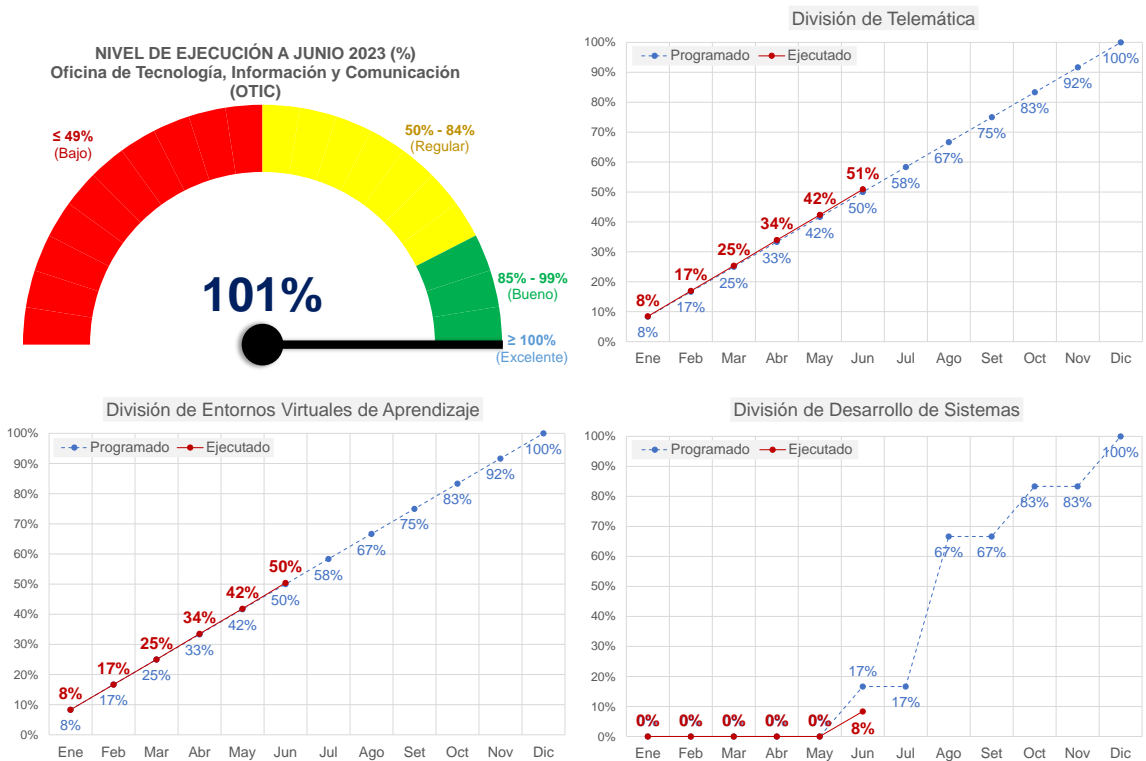 NIVEL DE EJECUCIÓN A JUNIO 2023 (%)
Oficina de Tecnología, Información y Comunicación
(OTIC)
≤ 49%
(Bajo)
50% - 84%
(Regular)
85% - 99%
(Bueno)
≥ 100%
(Excelente)
101%
División de Telemática
Programado Ejecutado
100%
90%
80%
70%
60%
50%
40%
30%
20%
10%
0%
8% 17% 25% 34% 42% 51%
8% 17% 25% 33% 42% 50% 58% 67% 75% 83% 92% 100%
Ene Feb Mar Abr May Jun Jul Ago Set Oct Nov Dic
División de Entornos Virtuales de Aprendizaje
Programado Ejecutado
100%
90%
80%
70%
60%
50%
40%
30%
20%
10%
0%
8% 17% 25% 34% 42% 50%
8% 17% 25% 33% 42% 50% 58% 67% 75% 83% 92% 100%
Ene Feb Mar Abr May Jun Jul Ago Set Oct Nov Dic
División de Desarrollo de Sistemas
Programado Ejecutado
100%
90%
80%
70%
60%
50%
40%
30%
20%
10%
0%
0% 0% 0% 0% 0% 8%
17% 17% 67% 67% 83% 83% 100%
Ene Feb Mar Abr May Jun Jul Ago Set Oct Nov Dic